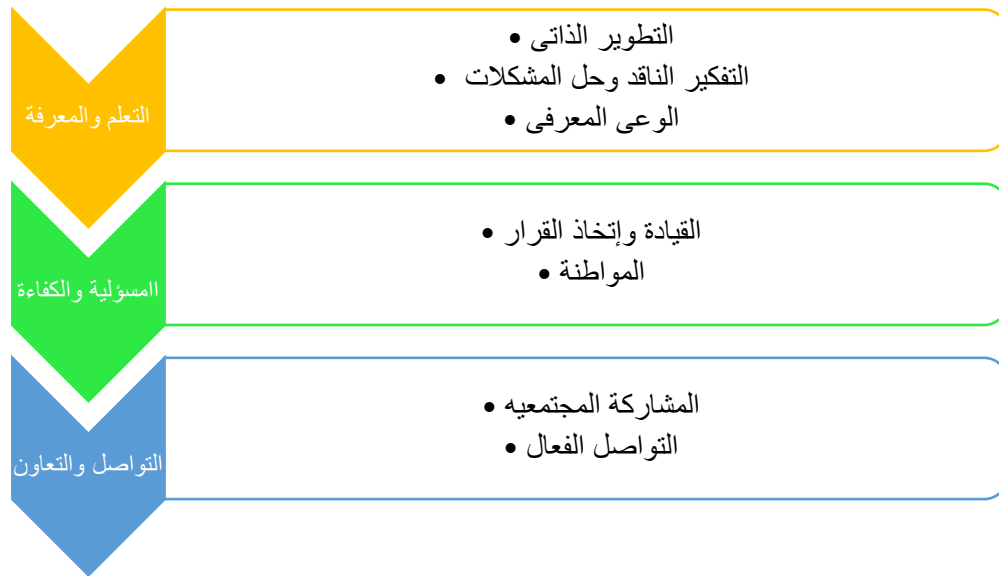 التعلم والمعرفة
• التطوير الذاتى
• التفكير الناقد وحل المشكلات
• الوعى المعرفى
اامسؤلية والكفاءة
• القيادة وإتخاذ القرار
• المواطنة
التواصل والتعاون
• المشاركة المجتمعيه
• التواصل الفعال